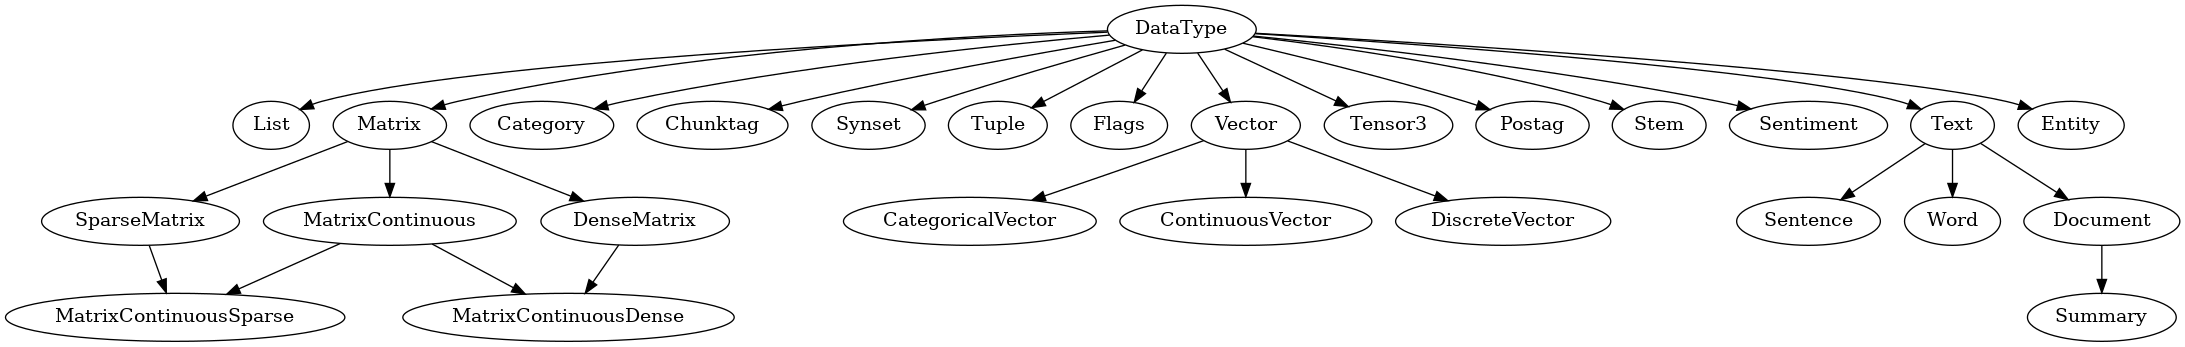 DataType
List
Matrix
Category
Chunktag
Synset
Tuple
Flags
Vector
Tensor3
Postag
Stem
Sentiment
Text
Entity
SparseMatrix
MatrixContinuous
DenseMatrix
CategoricalVector
ContinuousVector
DiscreteVector
Sentence
Word
Document
MatrixContinuousSparse
MatrixContinuousDense
Summary